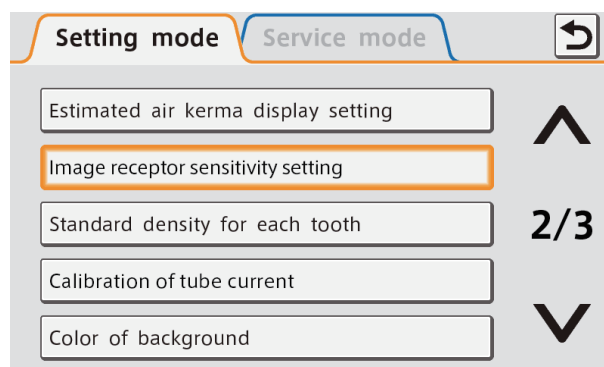 Setting mode Service mode
Estimated air kerma display setting
Image receptor sensitivity setting
Standard density for each tooth
2/3
Calibration of tube current
Color of background